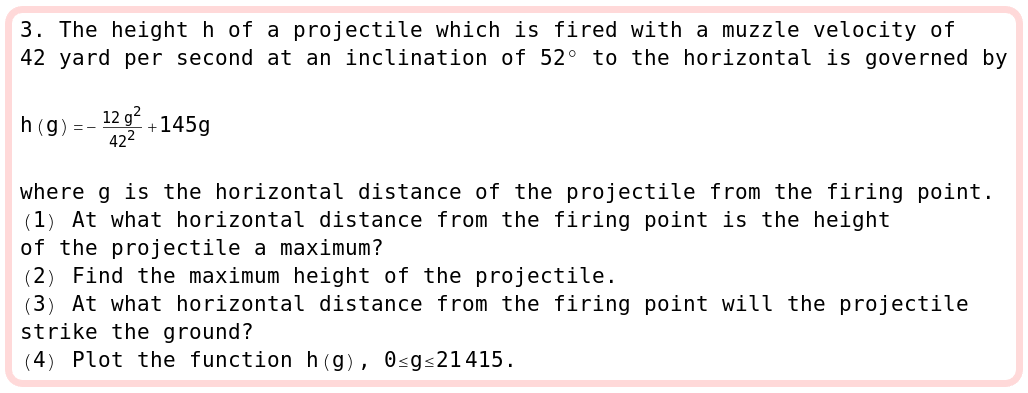 3. The height h of a projectile which is fired with a muzzle velocity of
42 yard per second at an inclination of 52° to the horizontal is governed by
h(g)=-\frac{12g^2}{42^2}+145g
where g is the horizontal distance of the projectile from the firing point.
(1) At what horizontal distance from the firing point is the height
of the projectile a maximum?
(2) Find the maximum height of the projectile.
(3) At what horizontal distance from the firing point will the projectile
strike the ground?
(4) Plot the function h(g), 0≤g≤21415.